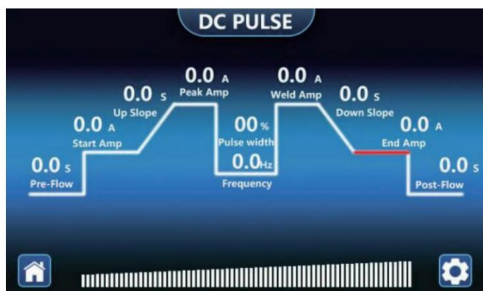 DC PULSE
0.0 A
Peak Amp
0.0 A
Weld Amp
0.0 S
Up Slope
0.0 S
Down Slope
0.0 A
Start Amp
00 %
Pulse width
0.0 Hz
Frequency
0.0 A
End Amp
0.0 S
Pre-Flow
0.0 S
Post-Flow